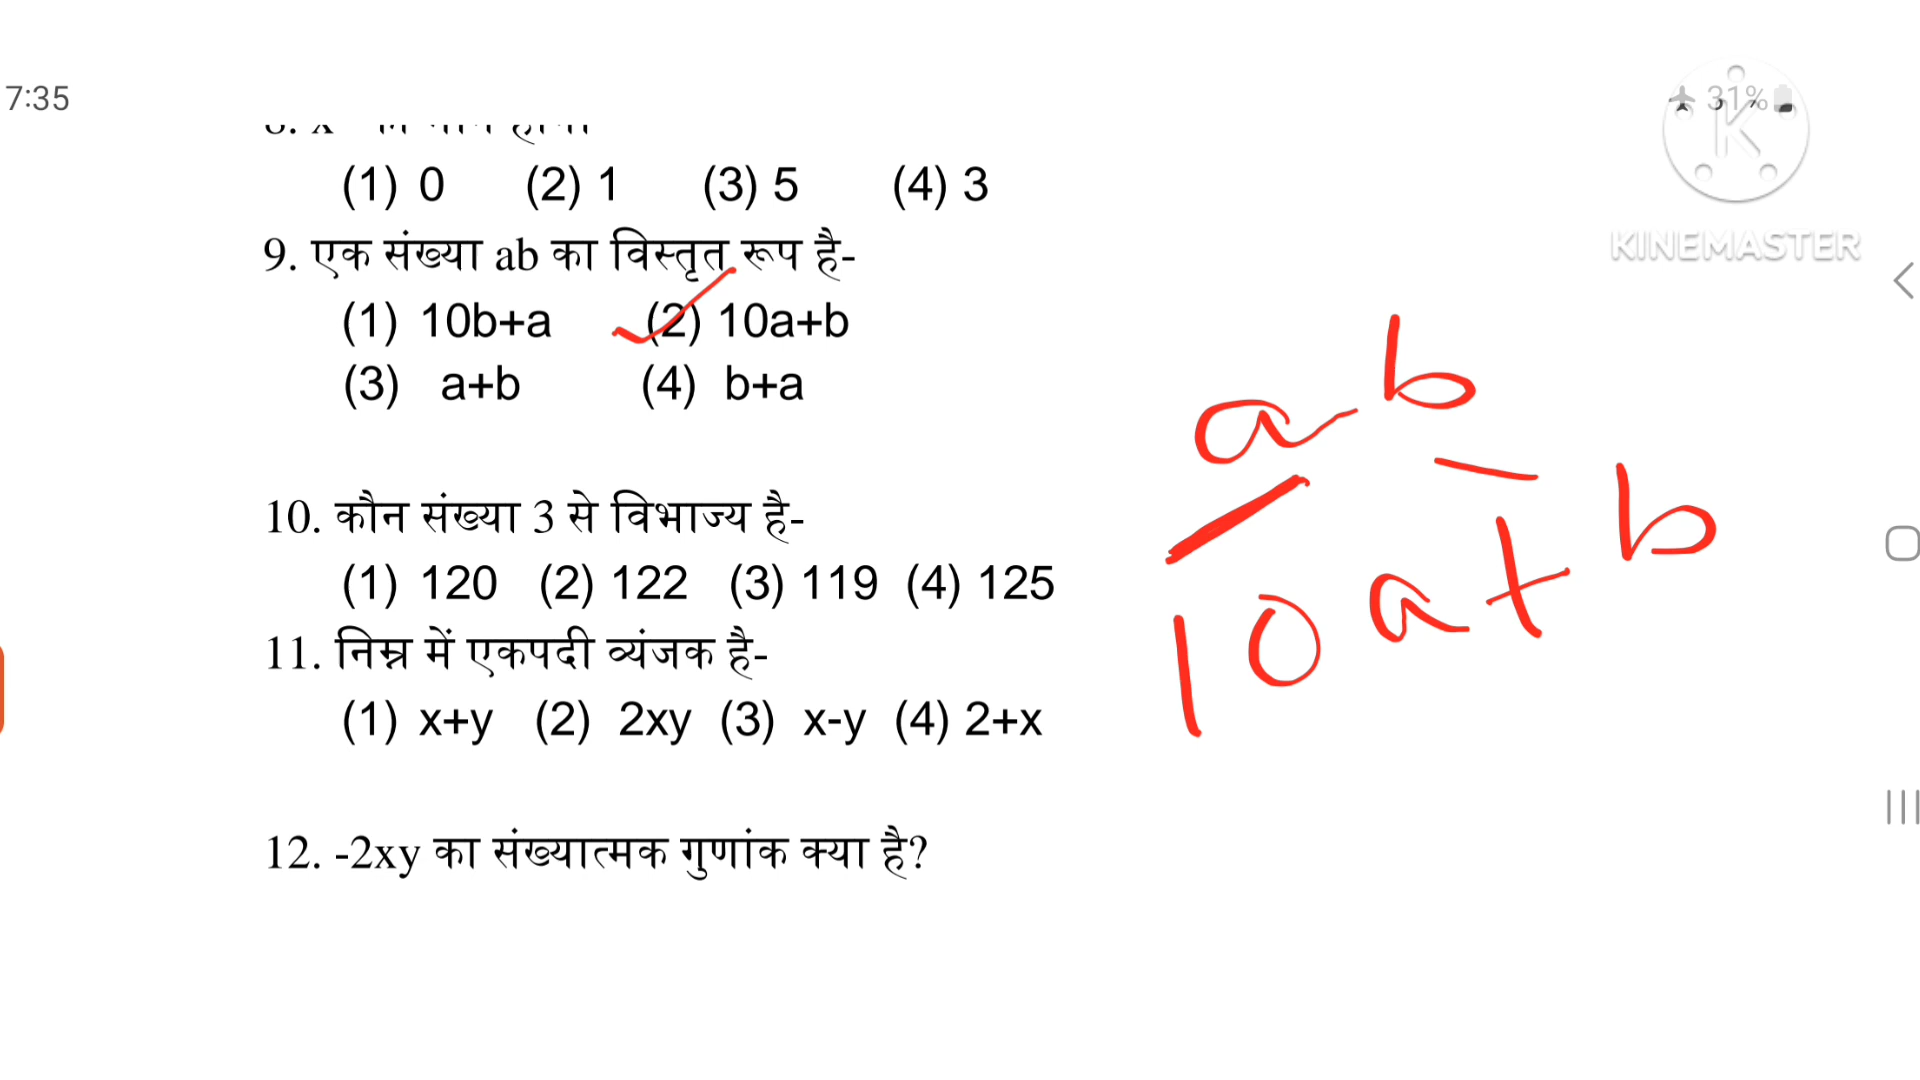 7:35
31%
KINEMASTER
(1) 0 (2) 1 (3) 5 (4) 3
9. एक संख्या ab का विस्तृत रूप है-
(1) 10b+a (2) 10a+b
(3) a+b (4) b+a
a b
10. कौन संख्या 3 से विभाज्य है-
(1) 120 (2) 122 (3) 119 (4) 125
10a+b
11. निम्न में एकपदी व्यंजक है-
(1) x+y (2) 2xy (3) x-y (4) 2+x
12. -2xy का संख्यात्मक गुणांक क्या है?